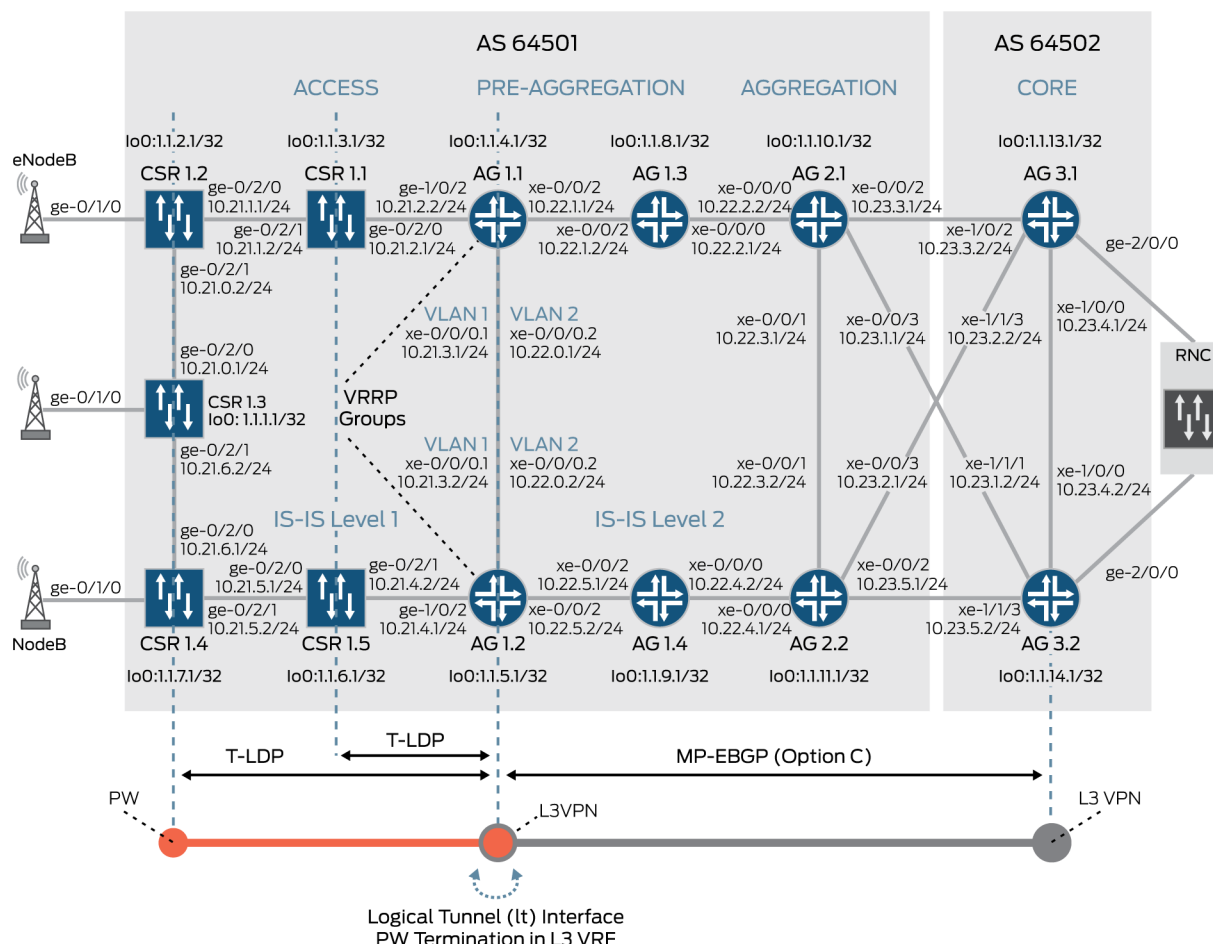 AS 64501
AS 64502
ACCESS
PRE-AGGREGATION
AGGREGATION
CORE
lo0:1.1.2.1/32
lo0:1.1.3.1/32
lo0:1.1.4.1/32
lo0:1.1.8.1/32
lo0:1.1.10.1/32
lo0:1.1.13.1/32
eNodeB
CSR 1.2
CSR 1.1
AG 1.1
AG 1.3
AG 2.1
AG 3.1
ge-0/1/0
ge-0/2/0
10.21.1.1/24
ge-0/2/1
10.21.1.2/24
ge-1/0/2
10.21.2.2/24
ge-0/2/0
10.21.2.1/24
xe-0/0/2
10.22.1.1/24
xe-0/0/2
10.22.1.2/24
xe-0/0/0
10.22.2.2/24
xe-0/0/0
10.22.2.1/24
xe-0/0/2
10.23.3.1/24
xe-1/0/2
10.23.3.2/24
ge-2/0/0
ge-0/2/1
10.21.0.2/24
VLAN 1
xe-0/0/0.1
10.21.3.1/24
VLAN 2
xe-0/0/0.2
10.22.0.1/24
xe-0/0/1
10.22.3.1/24
xe-0/0/3
10.23.1.1/24
xe-1/1/3
10.23.2.2/24
xe-1/0/0
10.23.4.1/24
RNC
ge-0/2/0
10.21.0.1/24
ge-0/1/0
CSR 1.3
lo0: 1.1.1.1/32
VRRP
Groups
ge-0/2/1
10.21.6.2/24
VLAN 1
xe-0/0/0.1
10.21.3.2/24
VLAN 2
xe-0/0/0.2
10.22.0.2/24
xe-0/0/1
10.22.3.2/24
xe-0/0/3
10.23.2.1/24
xe-1/1/1
10.23.1.2/24
xe-1/0/0
10.23.4.2/24
IS-IS Level 1
IS-IS Level 2
ge-0/2/0
10.21.6.1/24
ge-0/1/0
ge-0/2/0
10.21.5.1/24
ge-0/2/1
10.21.5.2/24
ge-0/2/1
10.21.4.2/24
ge-1/0/2
10.21.4.1/24
xe-0/0/2
10.22.5.1/24
xe-0/0/2
10.22.5.2/24
xe-0/0/0
10.22.4.2/24
xe-0/0/0
10.22.4.1/24
xe-0/0/2
10.23.5.1/24
xe-1/1/3
10.23.5.2/24
ge-2/0/0
NodeB
CSR 1.4
CSR 1.5
AG 1.2
AG 1.4
AG 2.2
AG 3.2
lo0:1.1.7.1/32
lo0:1.1.6.1/32
lo0:1.1.5.1/32
lo0:1.1.9.1/32
lo0:1.1.11.1/32
lo0:1.1.14.1/32
T-LDP
T-LDP
MP-EBGP (Option C)
PW
L3VPN
L3 VPN
Logical Tunnel (lt) Interface
PW Termination in L3 VRF